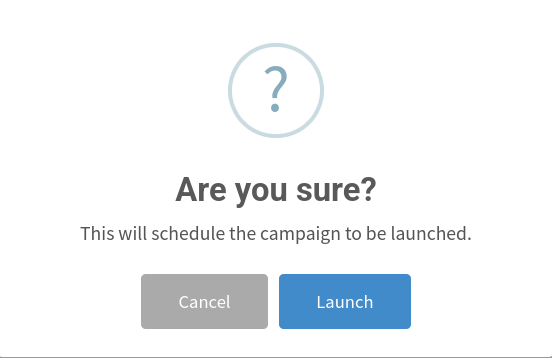 ?
Are you sure?
This will schedule the campaign to be launched.
Cancel
Launch